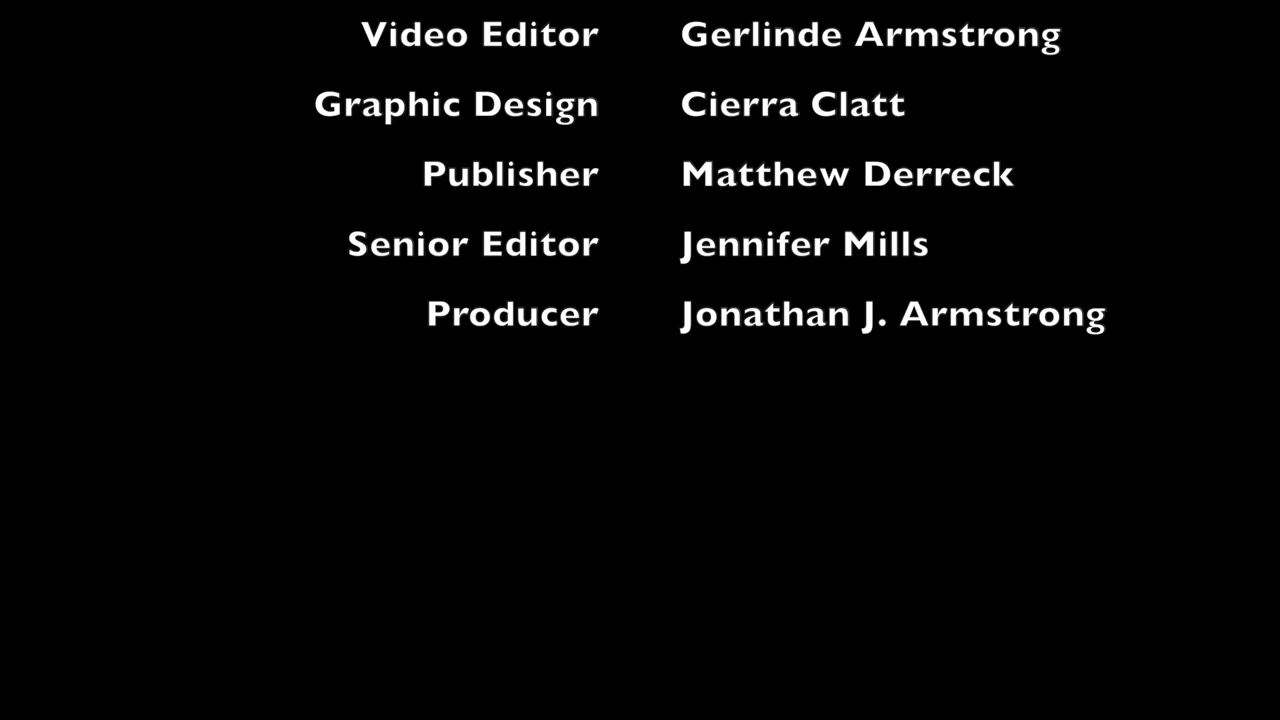 Video Editor Gerlinde Armstrong
Graphic Design Cierra Clatt
Publisher Matthew Derreck
Senior Editor Jennifer Mills
Producer Jonathan J. Armstrong